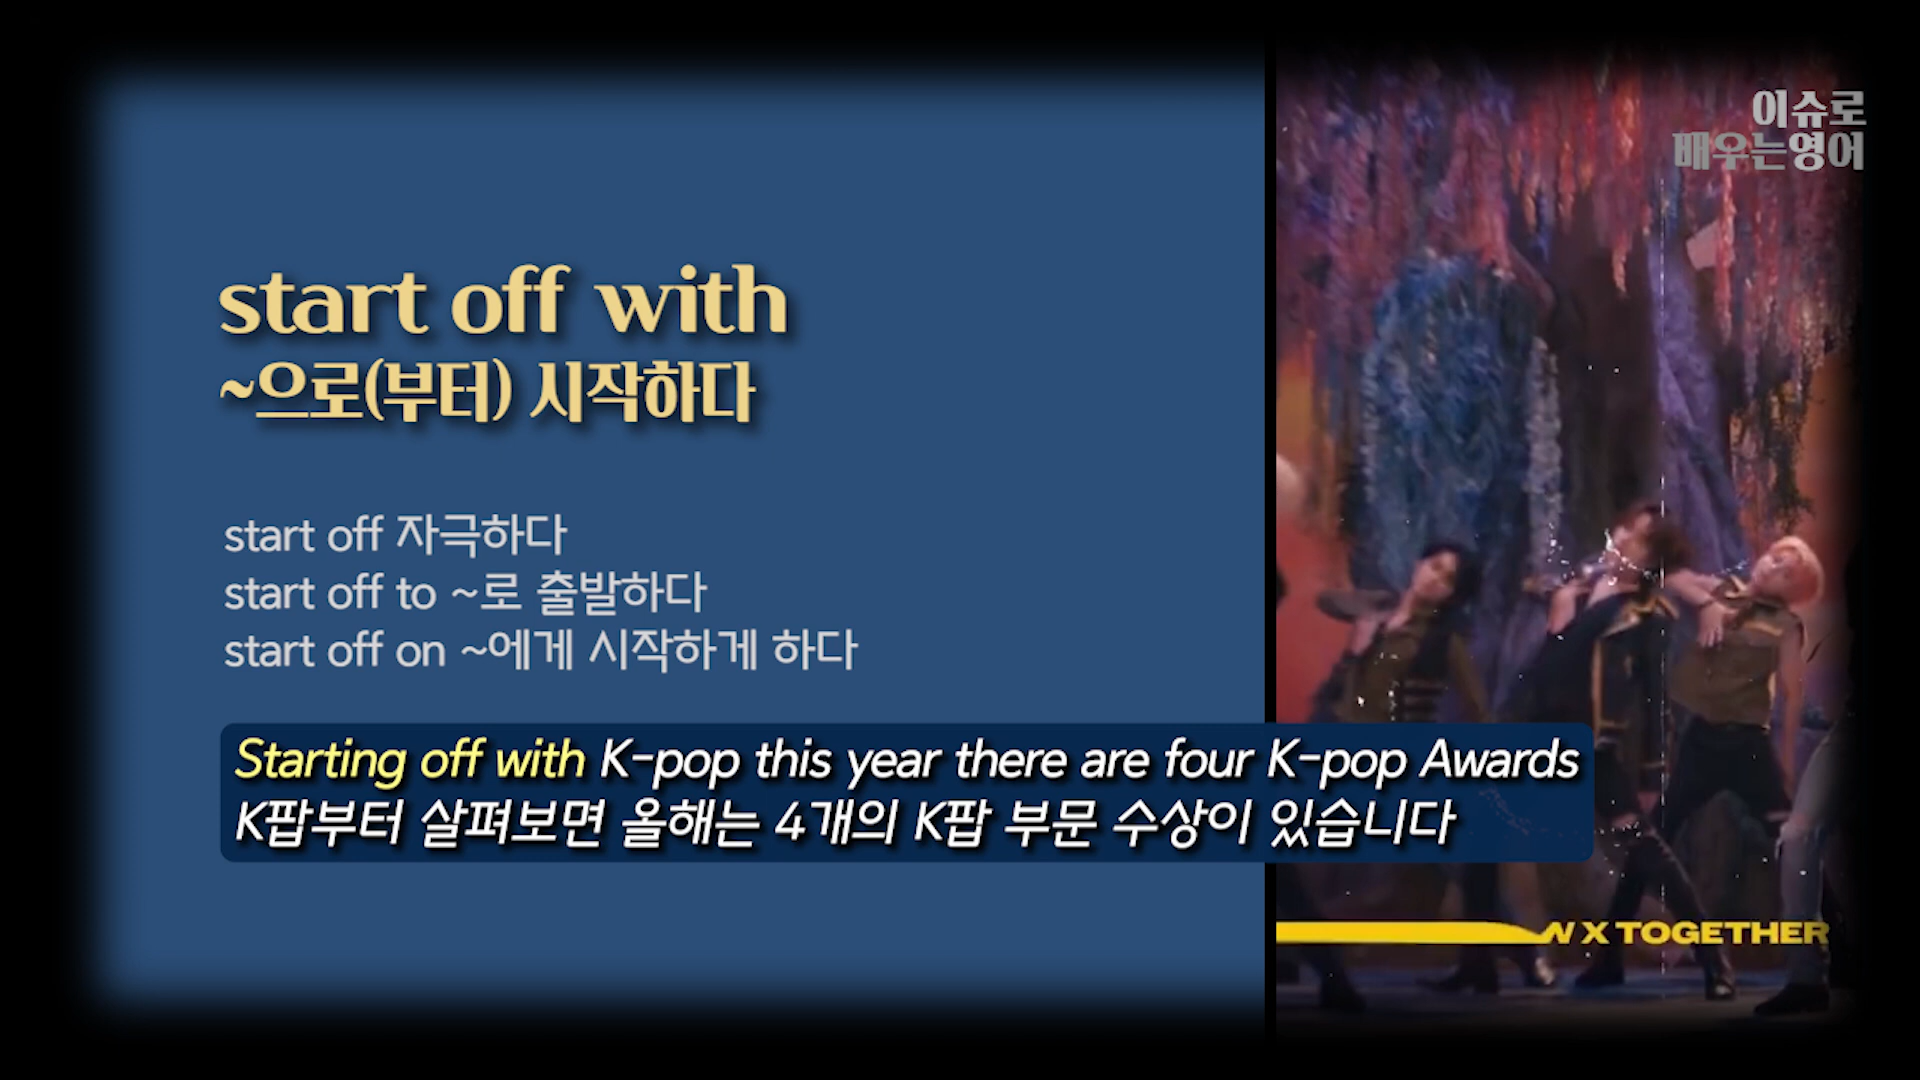 이슈로
배우는영어
start off with
~으로(부터) 시작하다
start off 자극하다
start off to ~로 출발하다
start off on ~에게 시작하게 하다
Starting off with K-pop this year there are four K-pop Awards
K팝부터 살펴보면 올해는 4개의 K팝 부문 수상이 있습니다
X TOGETHER